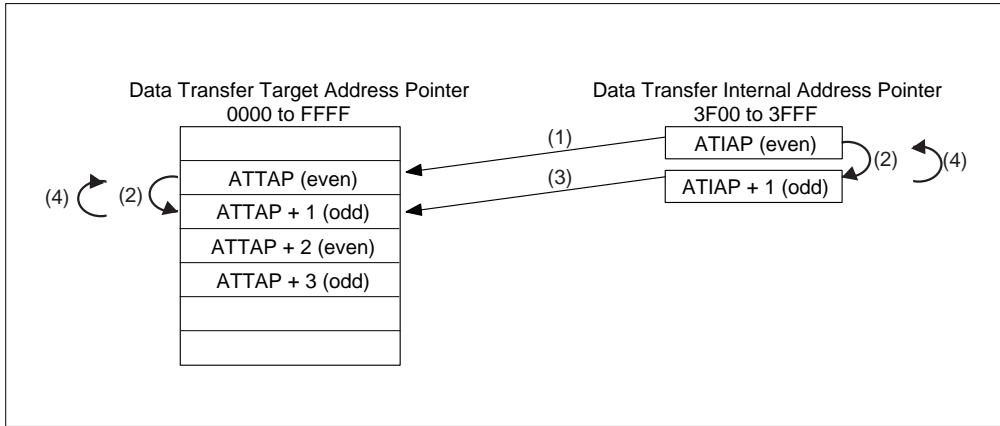 Data Transfer Target Address Pointer
0000 to FFFF
Data Transfer Internal Address Pointer
3F00 to 3FFF
(1)
ATIAP (even)
(2)
(4)
(3)
ATIAP + 1 (odd)
(4)
(2)
ATTAP (even)
ATTAP + 1 (odd)
ATTAP + 2 (even)
ATTAP + 3 (odd)